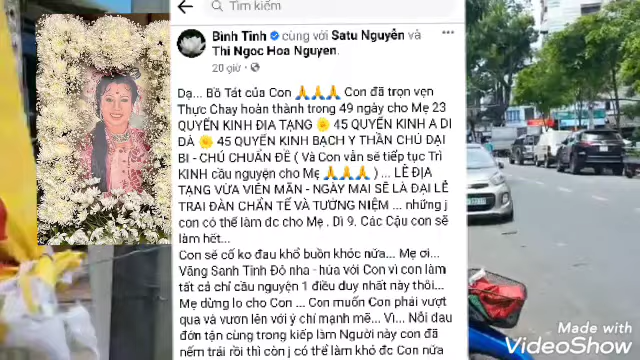 Tìm kiếm
Bình Tinh cùng với Satu Nguyễn và
Thi Ngoc Hoa Nguyen.
20 giờ
Dạ... Bồ Tát của Con 🙏🙏🙏 Con đã trọn vẹn
Thực Chay hoàn thành trong 49 ngày cho Mẹ 23
QUYỂN KINH ĐỊA TẠNG 🌞 45 QUYỂN KINH A DI
DÀ 🌞 45 QUYỂN KINH BẠCH Y THẦN CHÚ DẠI
BI - CHÚ CHUẨN ĐỀ ( Và Con vẫn sẽ tiếp tục Trì
KINH cầu nguyện cho Mẹ 🙏🙏🙏 ) ... LỄ ĐỊA
TẠNG VỪA VIÊN MÃN - NGÀY MAI SẼ LÀ ĐẠI LỄ
TRAI ĐÀN CHẨN TẾ VÀ TƯỞNG NIỆM ... những j
con có thể làm đc cho Mẹ . Dì 9. Các Cậu con sẽ
làm hết...
Con sẽ cố ko đau khổ buồn khóc nữa... Mẹ ơi...
Vãng Sanh Tịnh Độ nha - hứa với Con vì con làm
tất cả chỉ cầu nguyện 1 điều duy nhất này thôi...
Mẹ đừng lo cho Con ... Con muốn Con phải vượt
qua và vươn lên với ý chí mạnh mẽ... Vì... Nỗi đau
đớn tận cùng trong kiếp làm Người này con đã
nếm trải rồi thì còn j có thể làm khó đc Con nữa
Made with
VideoShow